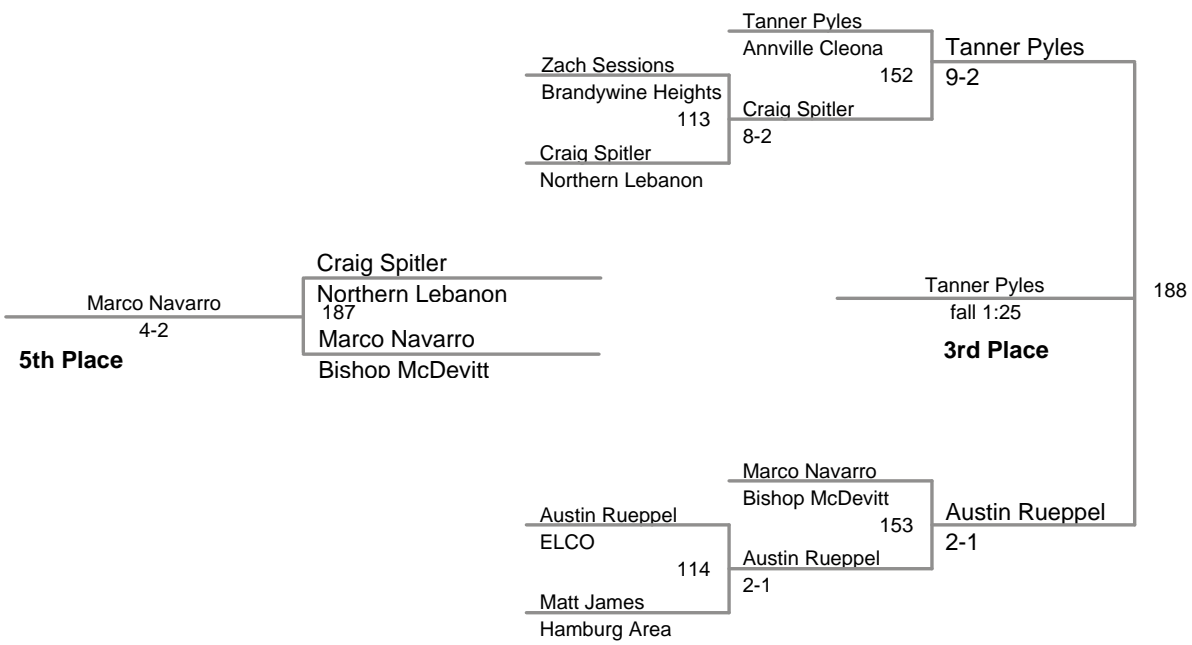 Tanner Pyles
Annville Cleona
Tanner Pyles
Zach Sessions
152
9-2
Brandywine Heights
113
Craig Spitler
8-2
Craig Spitler
Northern Lebanon
Craig Spitler
Northern Lebanon
Marco Navarro
187
4-2
Marco Navarro
5th Place
Bishop McDevitt
Tanner Pyles
188
fall 1:25
3rd Place
Marco Navarro
Bishop McDevitt
Austin Rueppel
Austin Rueppel
153
ELCO
2-1
114
Austin Rueppel
2-1
Matt James
Hamburg Area